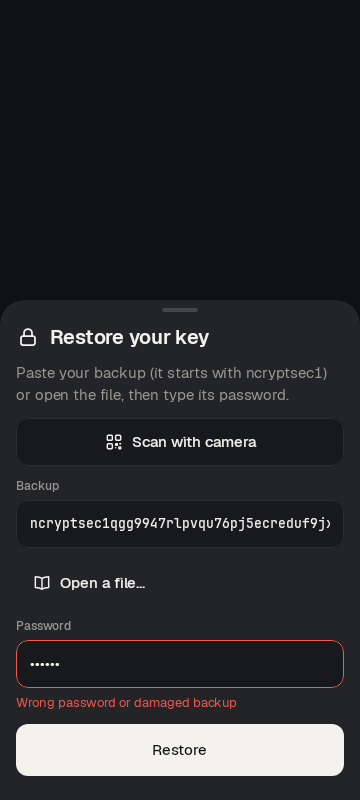 Restore your key
Paste your backup (it starts with ncryptsec1)
or open the file, then type its password.
Scan with camera
Backup
ncryptsec1qgg9947rlpvqu76pj5ecreduf9j
Open a file...
Password
••••••
Wrong password or damaged backup
Restore